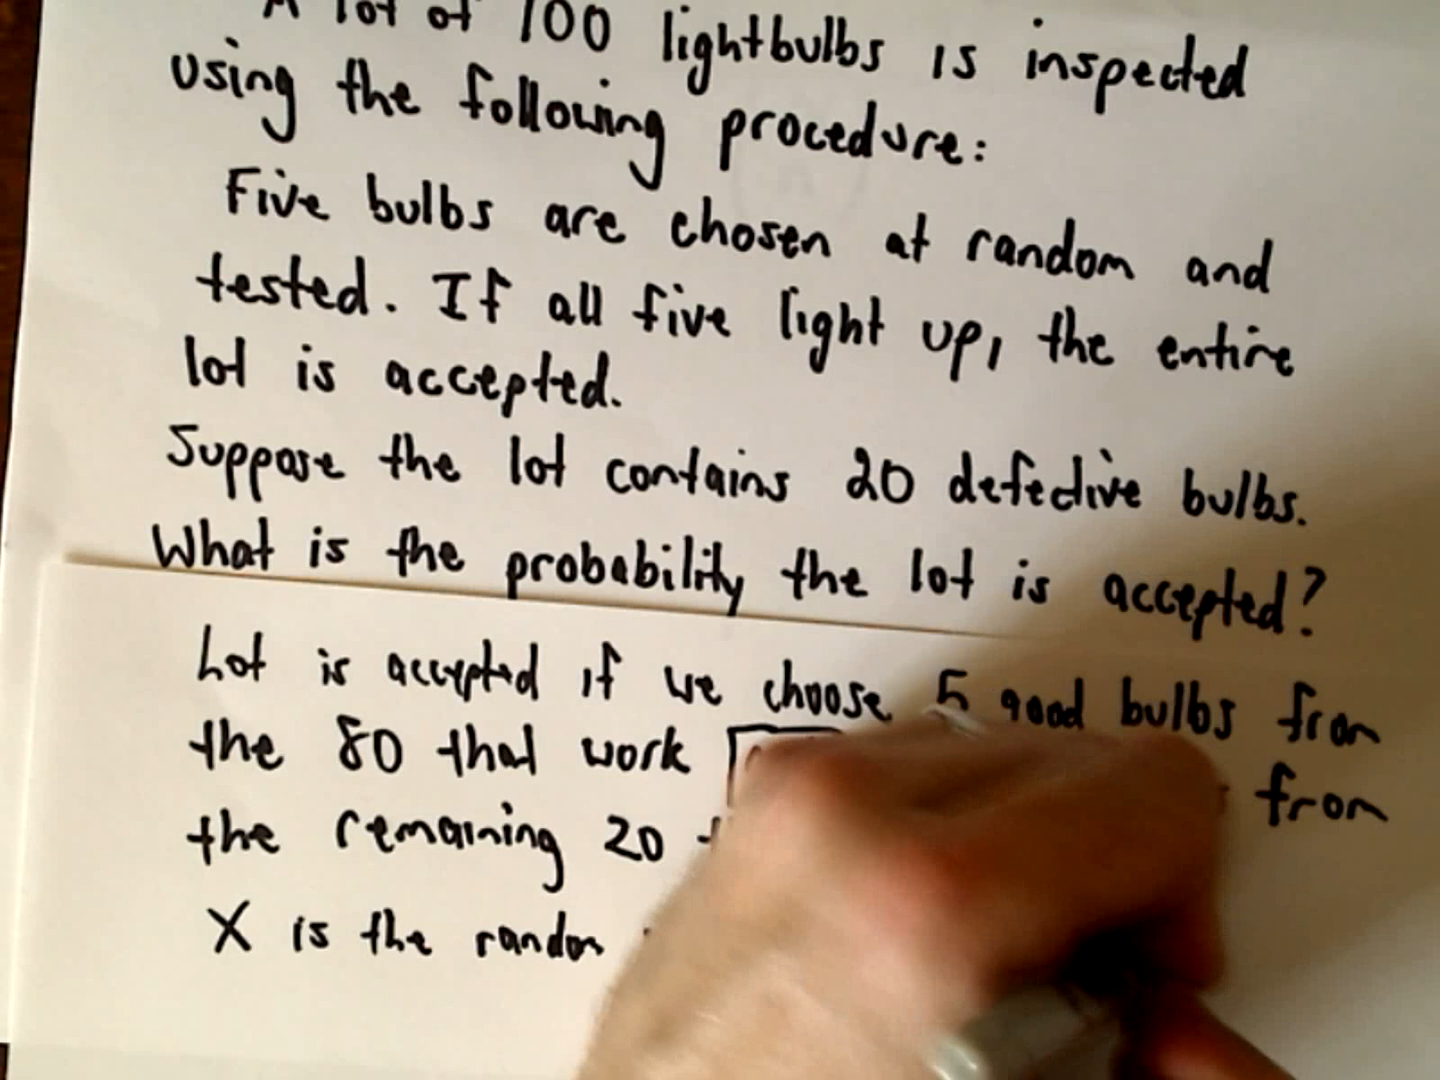 A lot of 100 lightbulbs is inspected
using the following procedure:
Five bulbs are chosen at random and
tested. If all five light up, the entire
lot is accepted.
Suppose the lot contains 20 defective bulbs.
What is the probability the lot is accepted?
Lot is accepted if we choose 5 good bulbs from
the 80 that work from
the remaining 20
X is the random